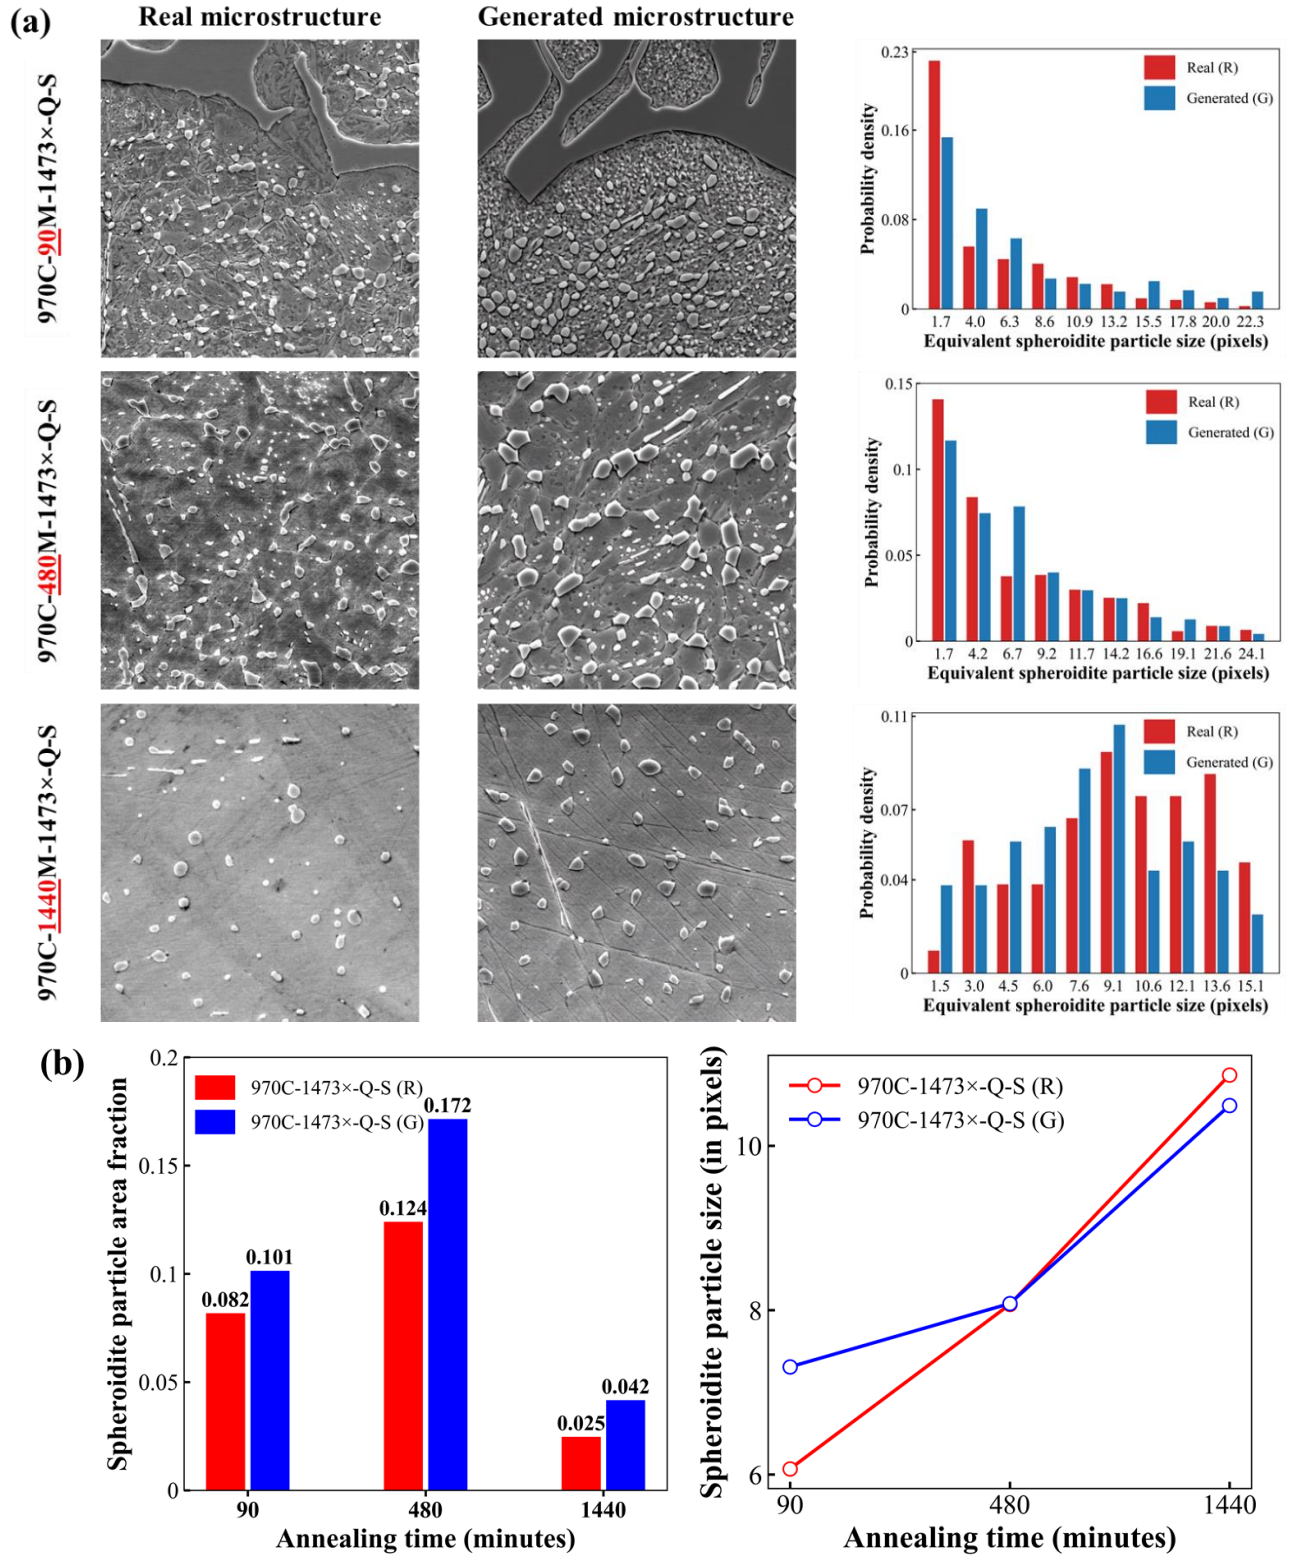 (a)
Real microstructure
Generated microstructure
970C-90M-1473×-Q-S
Probability density
0.23
0.16
0.08
0
Real (R)
Generated (G)
1.7 4.0 6.3 8.6 10.9 13.2 15.5 17.8 20.0 22.3
Equivalent spheroidite particle size (pixels)
970C-480M-1473×-Q-S
Probability density
0.15
0.1
0.05
0
Real (R)
Generated (G)
1.7 4.2 6.7 9.2 11.7 14.2 16.6 19.1 21.6 24.1
Equivalent spheroidite particle size (pixels)
970C-1440M-1473×-Q-S
Probability density
0.11
0.07
0.04
0
Real (R)
Generated (G)
1.5 3.0 4.5 6.0 7.6 9.1 10.6 12.1 13.6 15.1
Equivalent spheroidite particle size (pixels)
(b)
Spheroidite particle area fraction
0.2
0.15
0.1
0.05
0
970C-1473×-Q-S (R)
970C-1473×-Q-S (G)
0.082
0.101
0.124
0.172
0.025
0.042
90 480 1440
Annealing time (minutes)
Spheroidite particle size (in pixels)
10
8
6
970C-1473×-Q-S (R)
970C-1473×-Q-S (G)
90 480 1440
Annealing time (minutes)